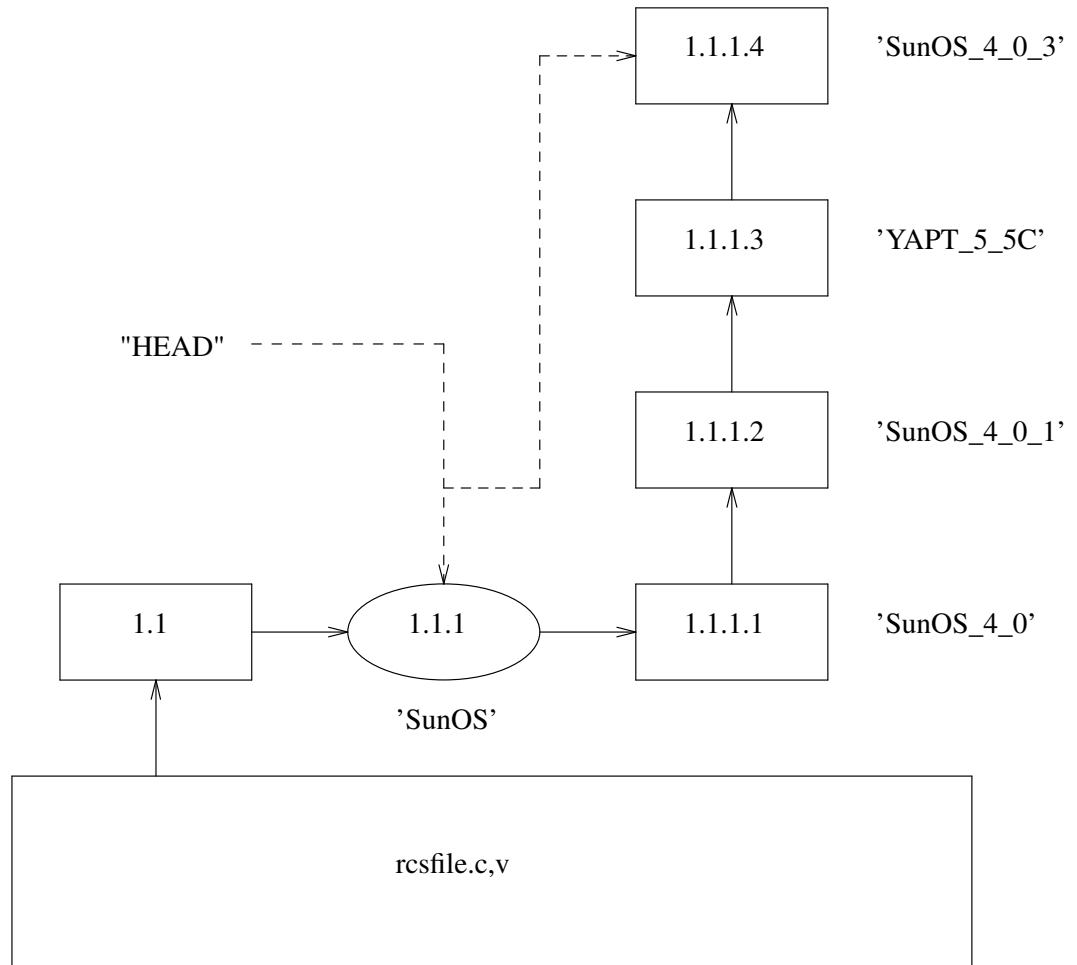 1.1.1.4 ’SunOS_4_0_3’
1.1.1.3 ’YAPT_5_5C’
"HEAD"
1.1.1.2 ’SunOS_4_0_1’
1.1 1.1.1 1.1.1.1 ’SunOS_4_0’
’SunOS’
rcsfile.c,v